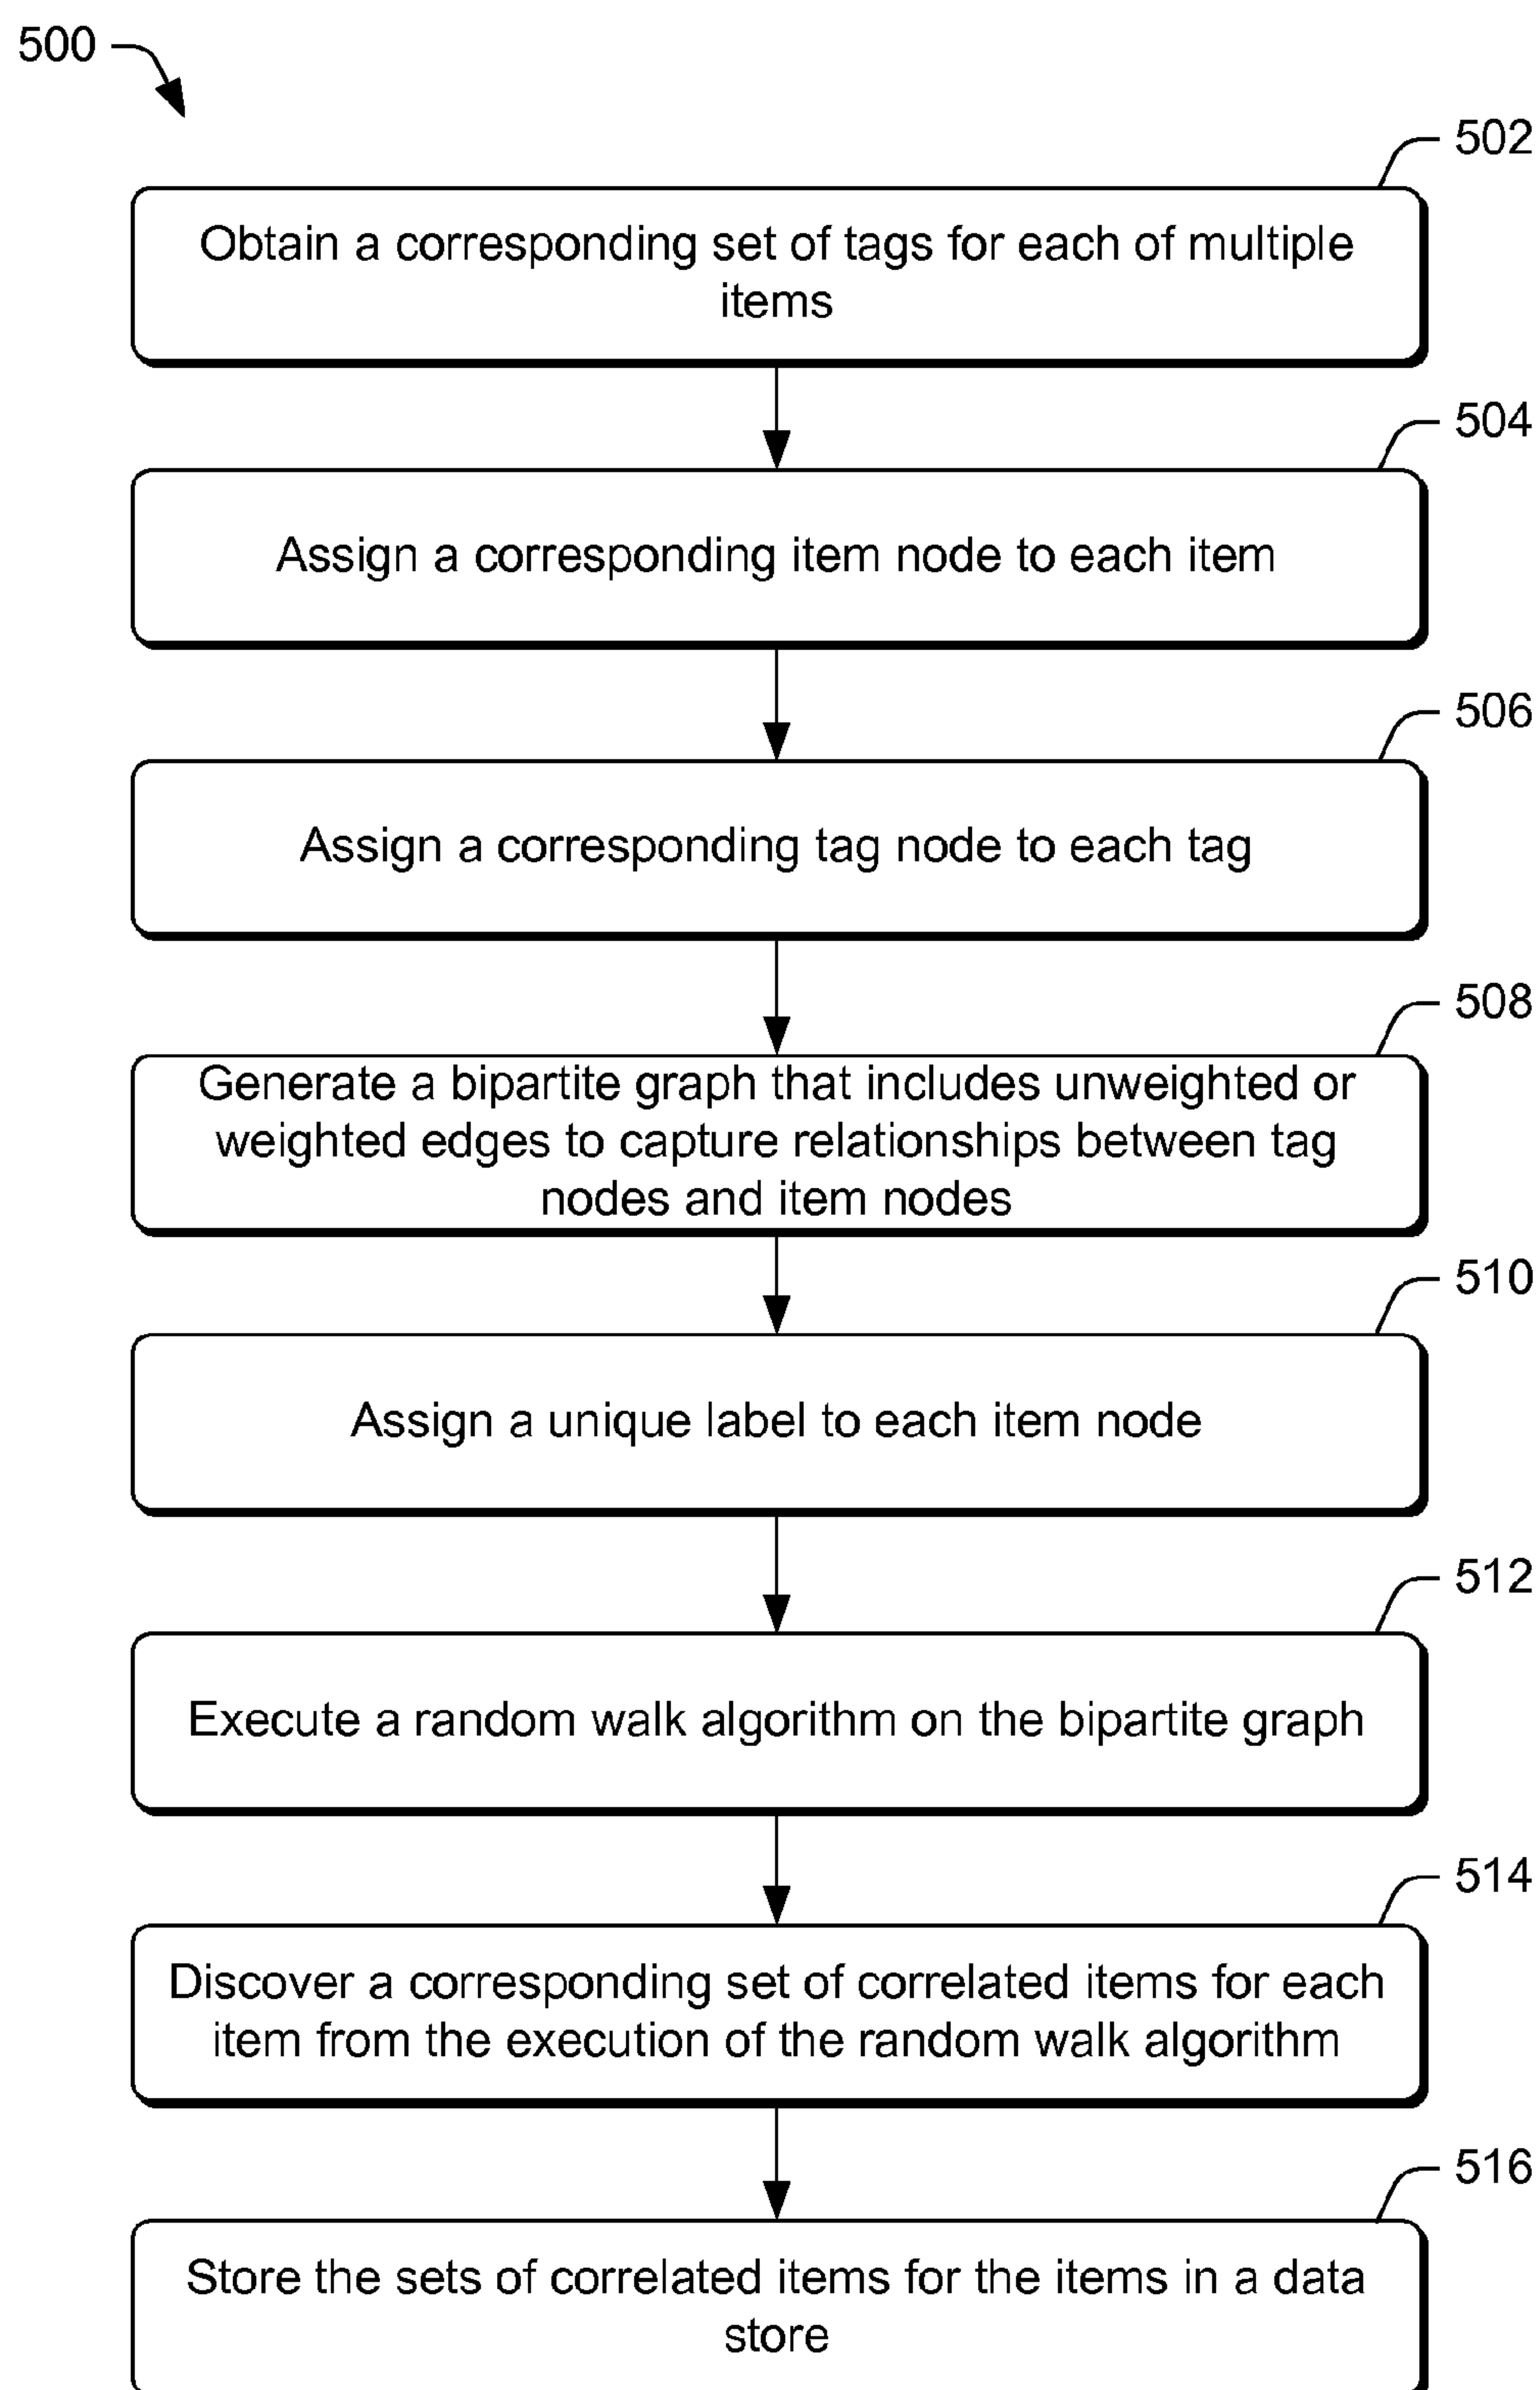 500
502
Obtain a corresponding set of tags for each of multiple
items
504
Assign a corresponding item node to each item
506
Assign a corresponding tag node to each tag
508
Generate a bipartite graph that includes unweighted or
weighted edges to capture relationships between tag
nodes and item nodes
510
Assign a unique label to each item node
512
Execute a random walk algorithm on the bipartite graph
514
Discover a corresponding set of correlated items for each
item from the execution of the random walk algorithm
516
Store the sets of correlated items for the items in a data
store